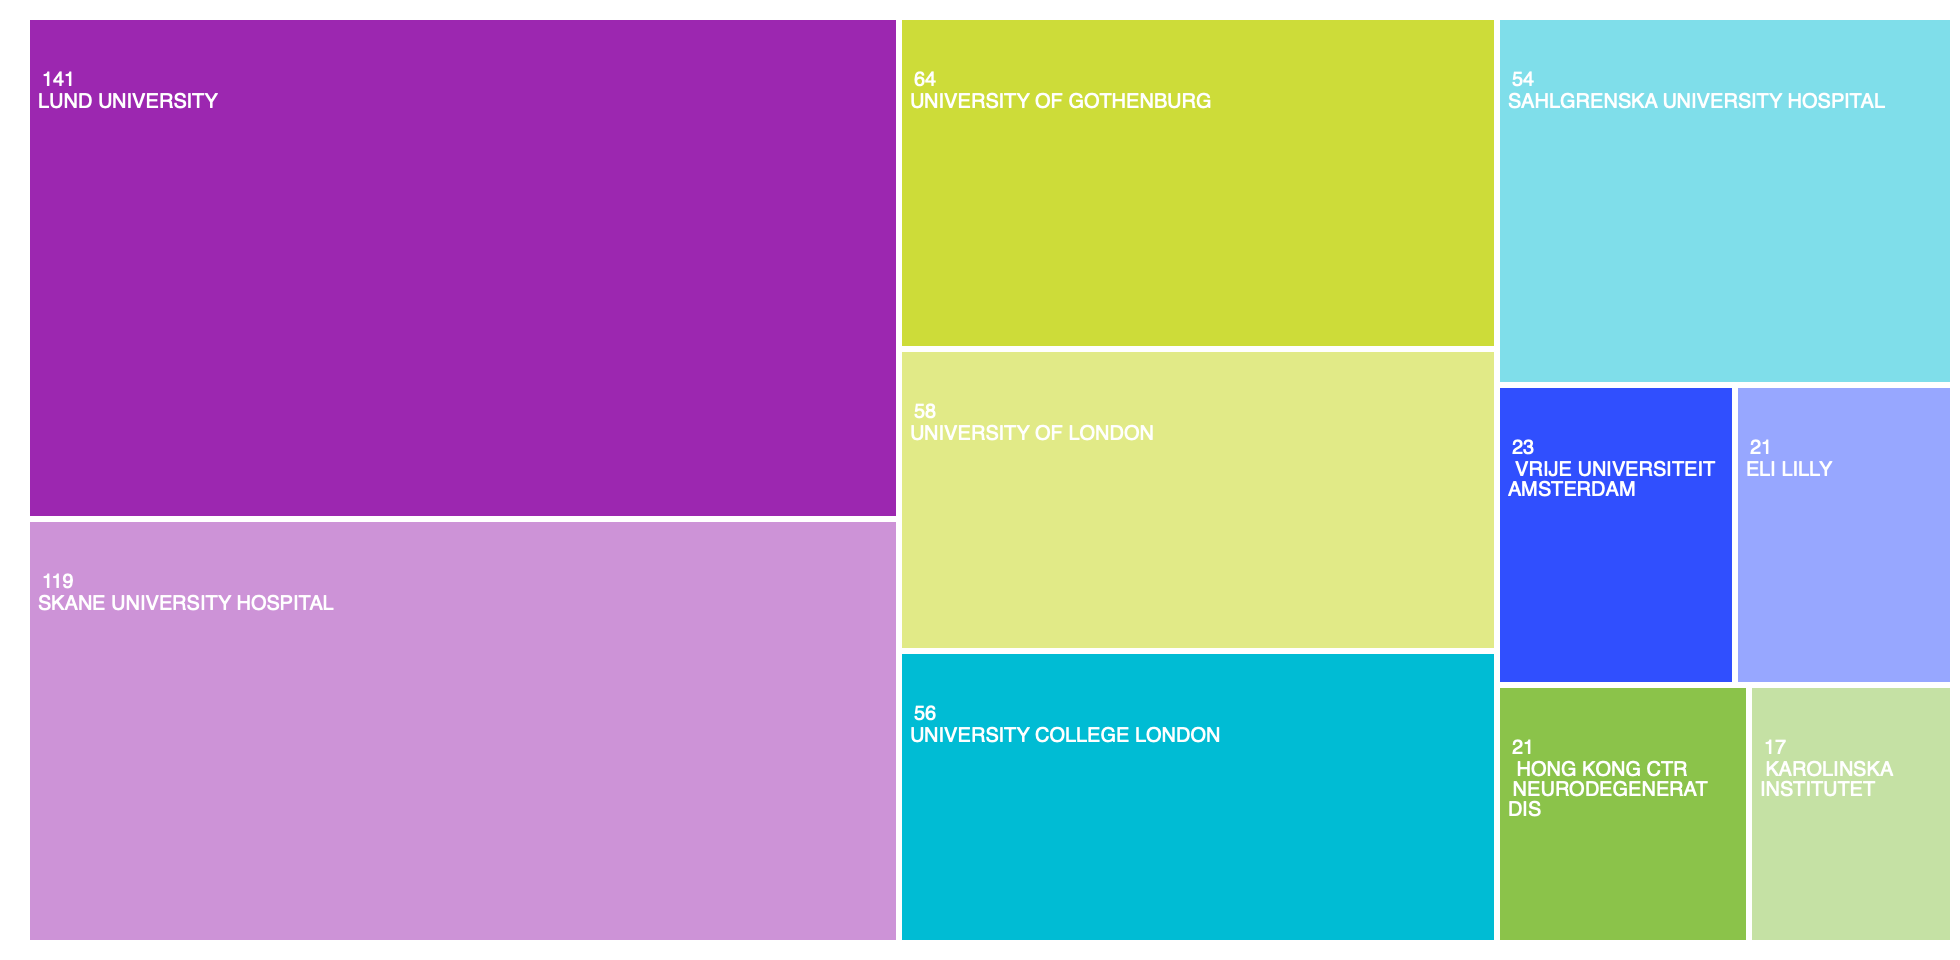 141
LUND UNIVERSITY
119
SKANE UNIVERSITY HOSPITAL
64
UNIVERSITY OF GOTHENBURG
58
UNIVERSITY OF LONDON
56
UNIVERSITY COLLEGE LONDON
54
SAHLGRENSKA UNIVERSITY HOSPITAL
23
VRIJE UNIVERSITEIT
AMSTERDAM
21
ELI LILLY
21
HONG KONG CTR
NEURODEGENERAT
DIS
17
KAROLINSKA
INSTITUTET